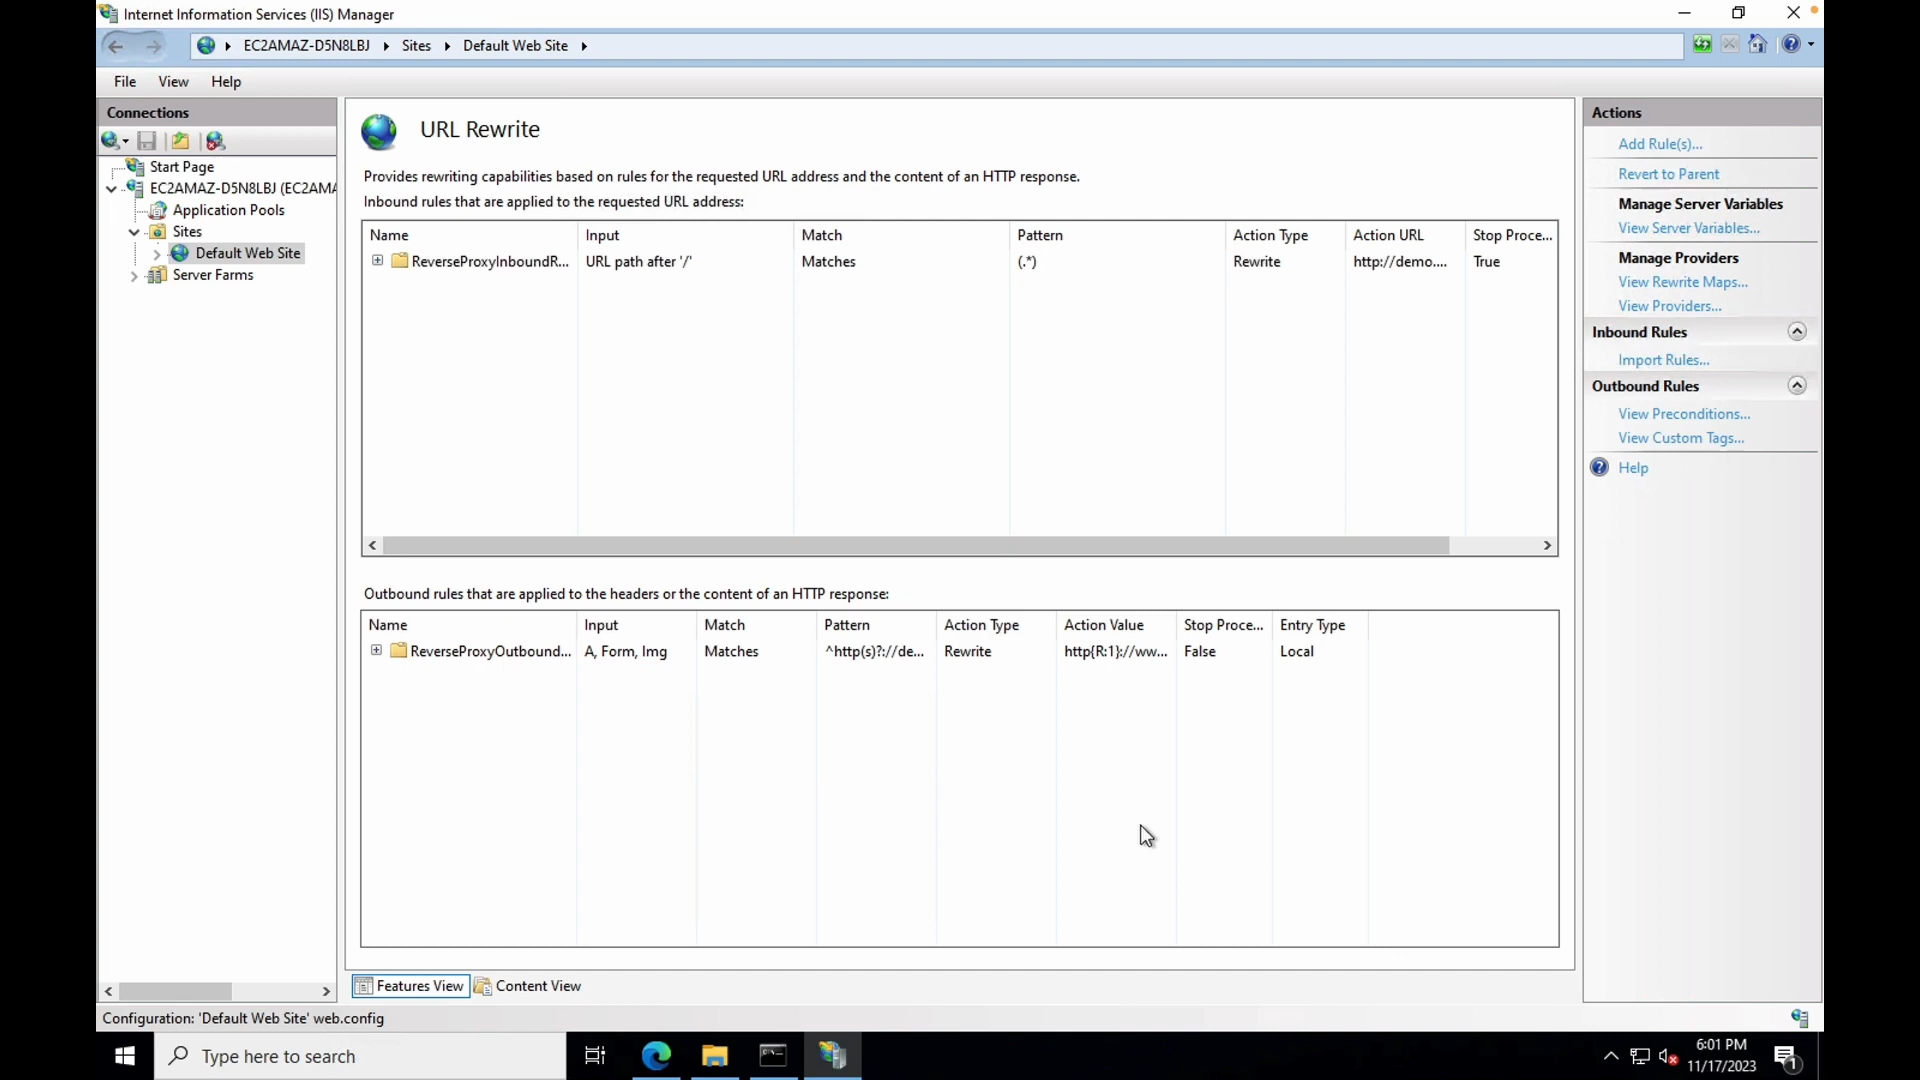 Internet Information Services (IIS) Manager
EC2AMAZ-D5N8LBJ Sites Default Web Site
File View Help
Connections
Start Page
EC2AMAZ-D5N8LBJ (EC2AMA
Application Pools
Sites
Default Web Site
Server Farms
URL Rewrite
Provides rewriting capabilities based on rules for the requested URL address and the content of an HTTP response.
Inbound rules that are applied to the requested URL address:
Name Input Match Pattern Action Type Action URL Stop Proce...
ReverseProxyInboundR... URL path after '/' Matches (.*) Rewrite http://demo.... True
Outbound rules that are applied to the headers or the content of an HTTP response:
Name Input Match Pattern Action Type Action Value Stop Proce... Entry Type
ReverseProxyOutbound... A, Form, Img Matches ^http(s)?://de... Rewrite http{R:1}://ww... False Local
Features View Content View
Actions
Add Rule(s)...
Revert to Parent
Manage Server Variables
View Server Variables...
Manage Providers
View Rewrite Maps...
View Providers...
Inbound Rules
Import Rules...
Outbound Rules
View Preconditions...
View Custom Tags...
Help
Configuration: 'Default Web Site' web.config
Type here to search
6:01 PM
11/17/2023
1